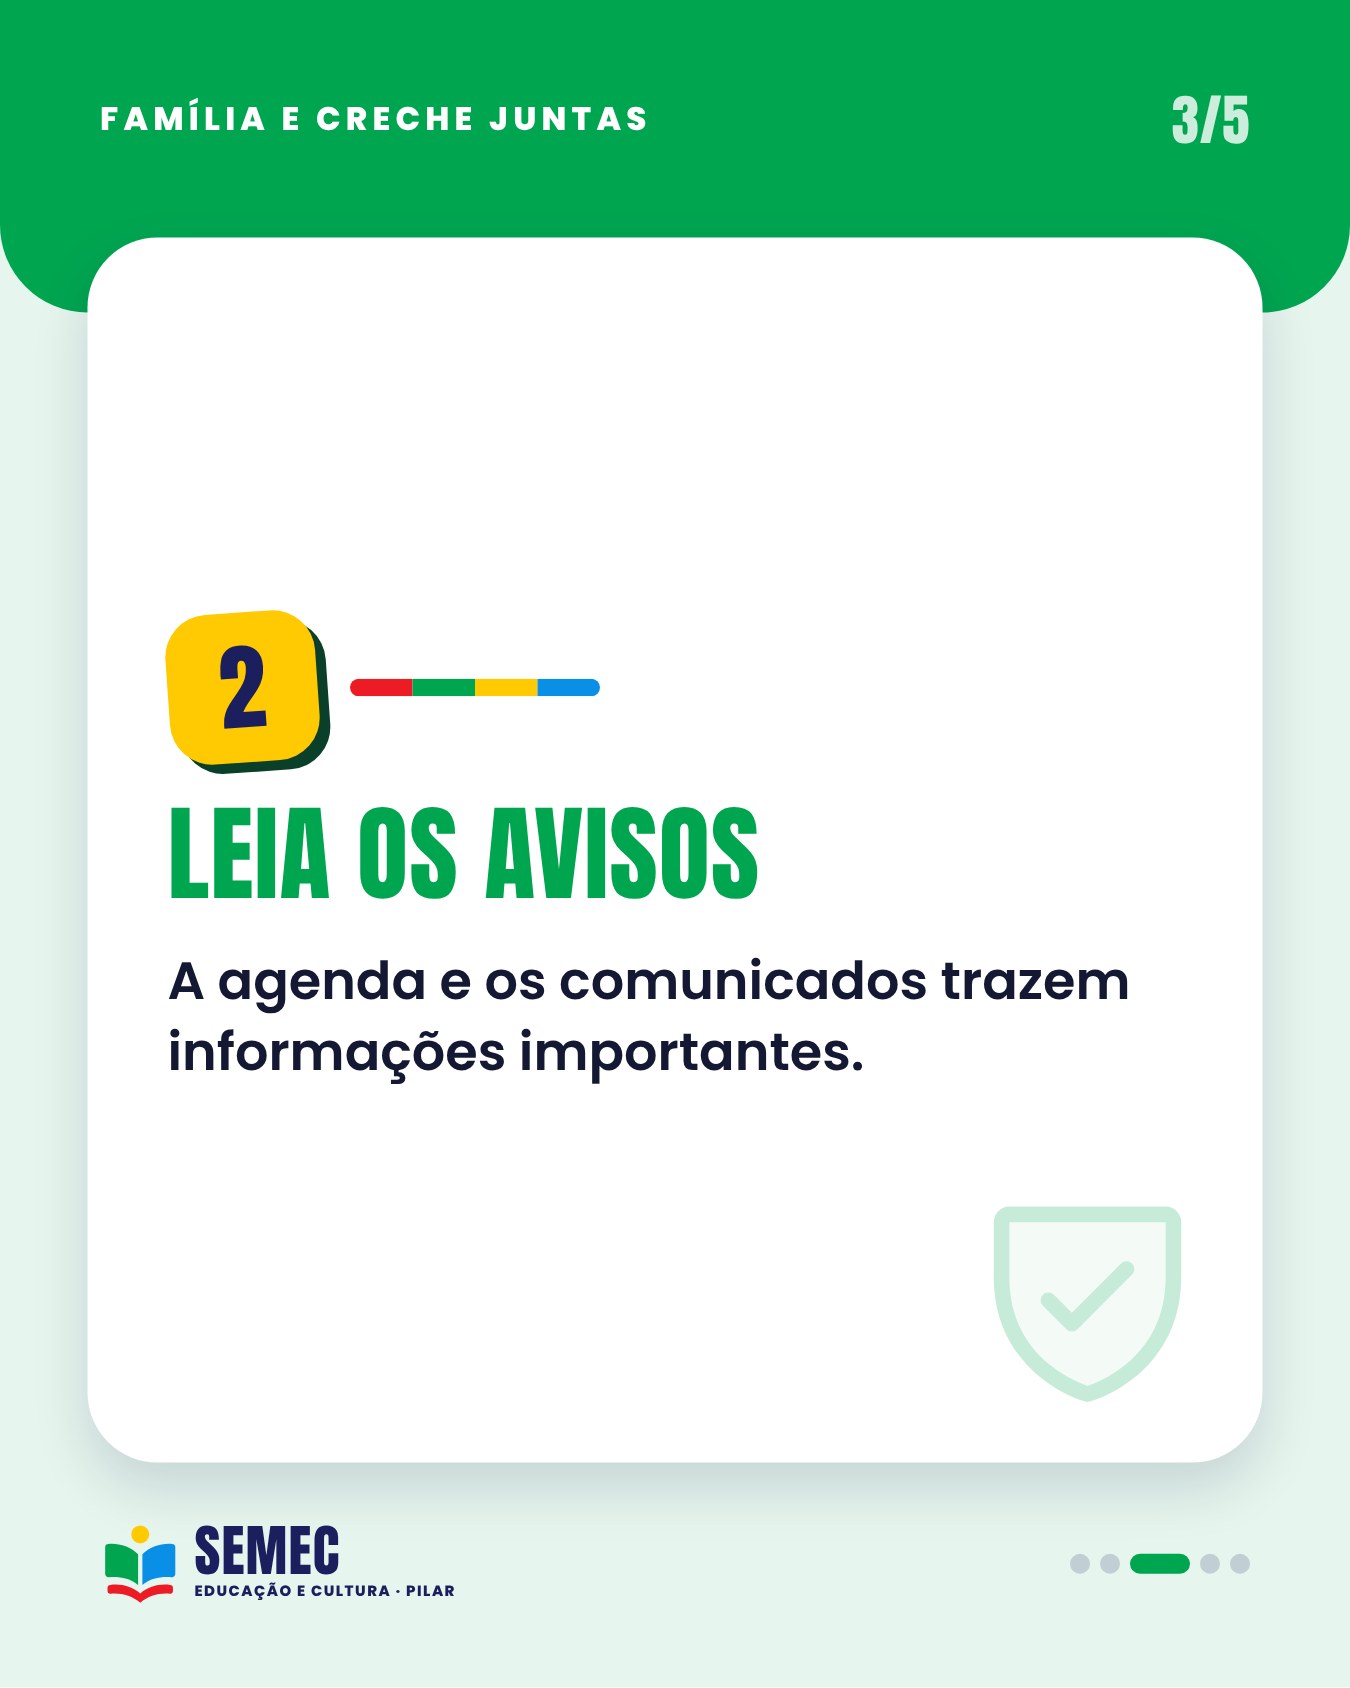 FAMÍLIA E CRECHE JUNTAS
3/5
2
LEIA OS AVISOS
A agenda e os comunicados trazem
informações importantes.
SEMEC
EDUCAÇÃO E CULTURA · PILAR